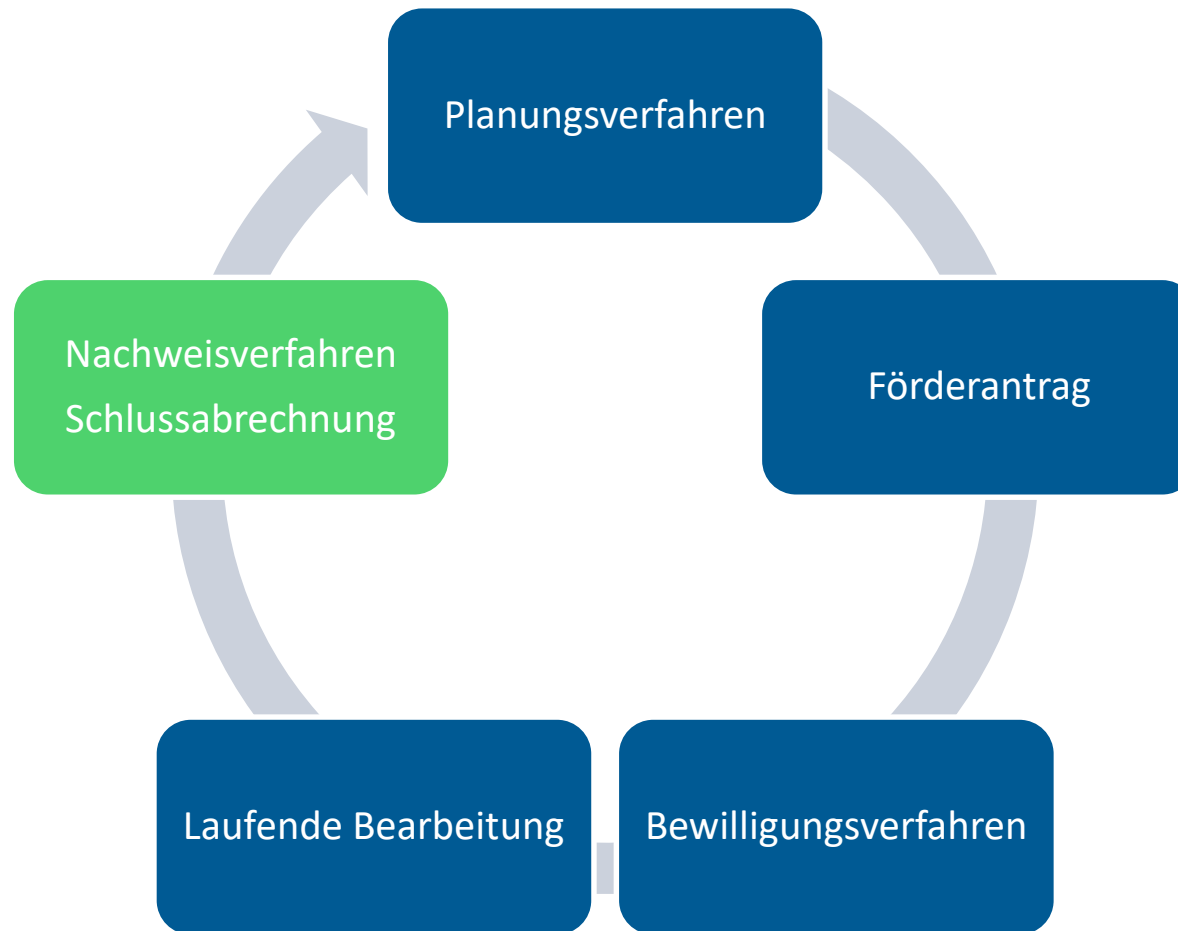 Planungsverfahren
Förderantrag
Bewilligungsverfahren
Laufende Bearbeitung
Nachweisverfahren
Schlussabrechnung